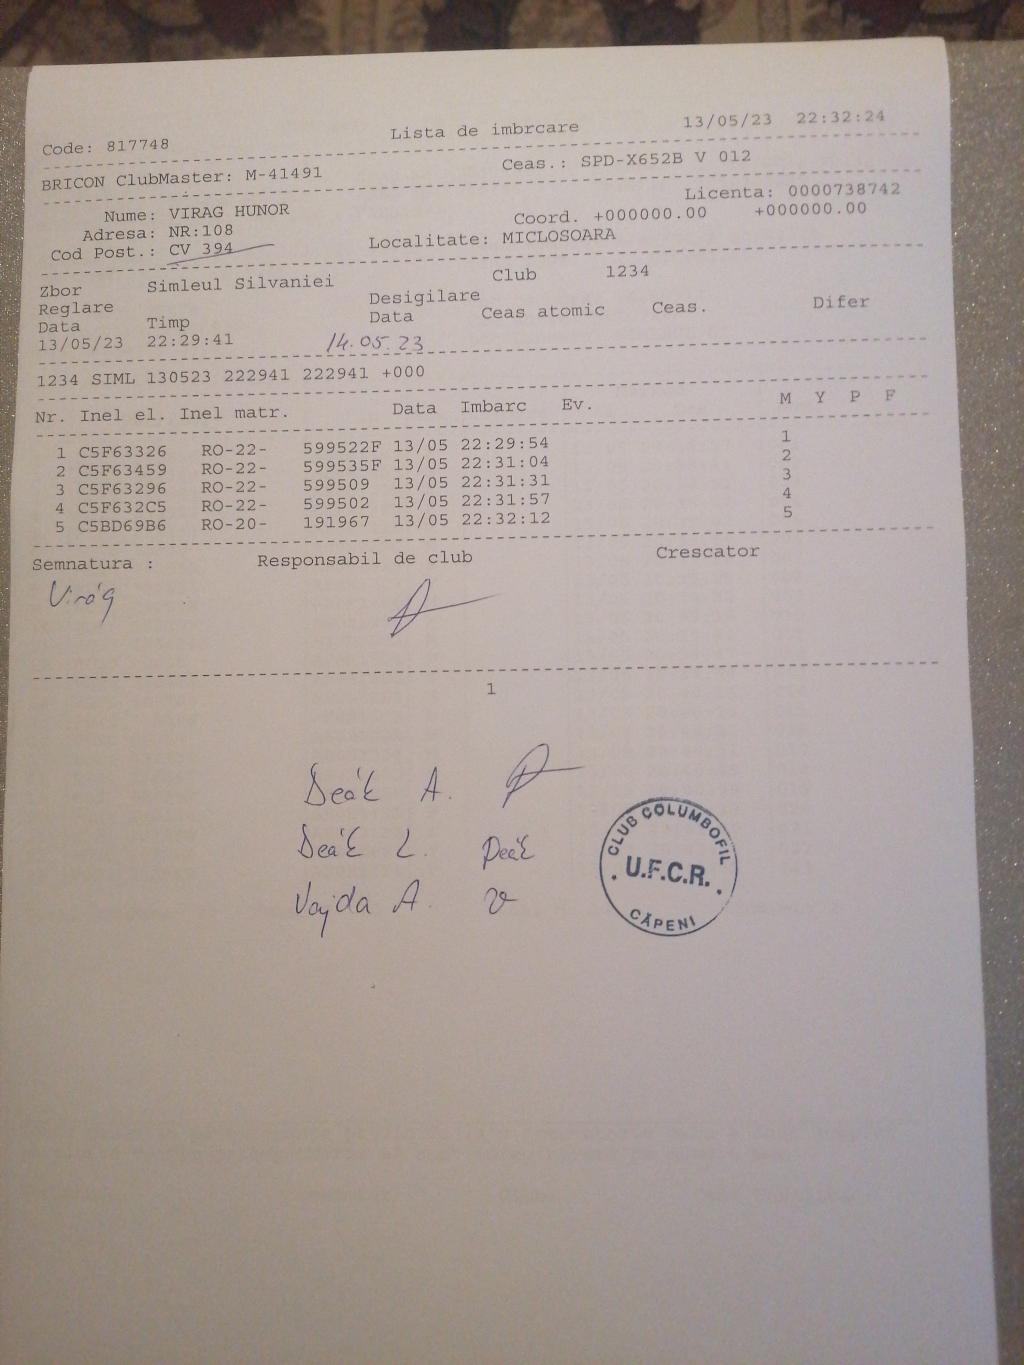 Code: 817748 Lista de imbrcare 13/05/23 22:32:24
BRICON ClubMaster: M-41491 Ceas.: SPD-X652B V 012
Licenta: 0000738742
Nume: VIRAG HUNOR Coord. +000000.00 +000000.00
Adresa: NR:108
Cod Post.: CV 394 Localitate: MICLOSOARA
Zbor Simleul Silvaniei Club 1234
Reglare Desigilare
Data Timp Data Ceas atomic Ceas. Difer
13/05/23 22:29:41 14.05.23
1234 SIML 130523 222941 222941 +000
Nr. Inel el. Inel matr. Data Imbarc Ev. M Y P F
1 C5F63326 RO-22- 599522F 13/05 22:29:54 1
2 C5F63459 RO-22- 599535F 13/05 22:31:04 2
3 C5F63296 RO-22- 599509 13/05 22:31:31 3
4 C5F632C5 RO-22- 599502 13/05 22:31:57 4
5 C5BD69B6 RO-20- 191967 13/05 22:32:12 5
Semnatura : Responsabil de club Crescator
Virág
1
Deák A.
Deák L. Deák
Vajda A. V
CLUB COLUMBOFIL
U.F.C.R.
CĂPENI